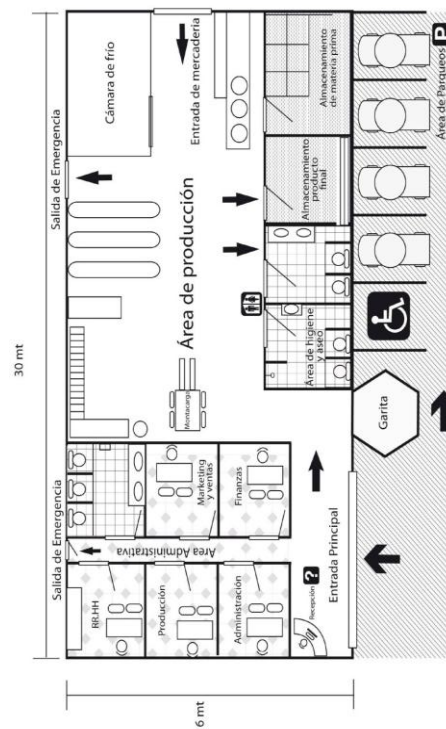 30 mt
Salida de Emergencia
Salida de Emergencia
Cámara de frío
Entrada de mercadería
Almacenamiento
de materia prima
Almacenamiento
producto
final
Área de producción
Montacarga
Área de higiene
y aseo
Marketing
y ventas
Finanzas
Área Administrativa
RR.HH
Producción
Administración
Recepción
?
Entrada Principal
Garita
Área de Parqueos
P
6 mt